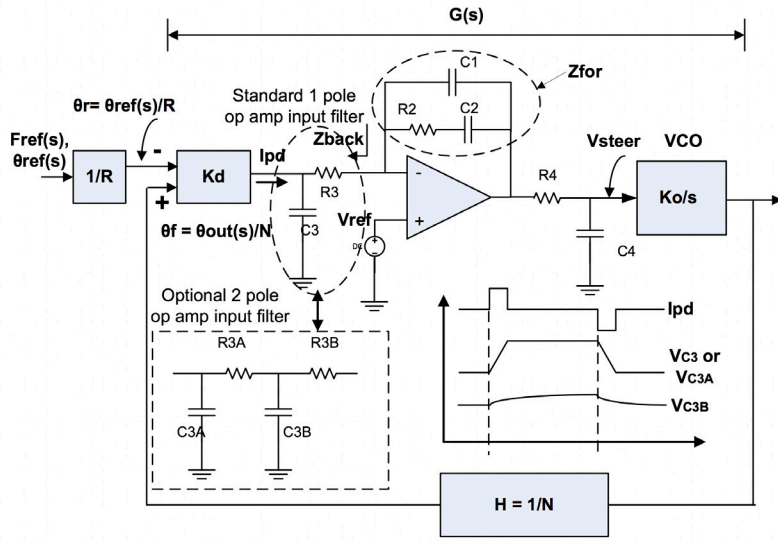 G(s)
C1
Zfor
R2
C2
θr= θref(s)/R
Standard 1 pole
op amp input filter
Zback
Fref(s),
θref(s)
1/R
-
+
Kd
Ipd
R3
C3
θf = θout(s)/N
Vref
DC
-
+
R4
Vsteer
VCO
Ko/s
C4
Optional 2 pole
op amp input filter
R3A
R3B
C3A
C3B
Ipd
VC3 or
VC3A
VC3B
H = 1/N